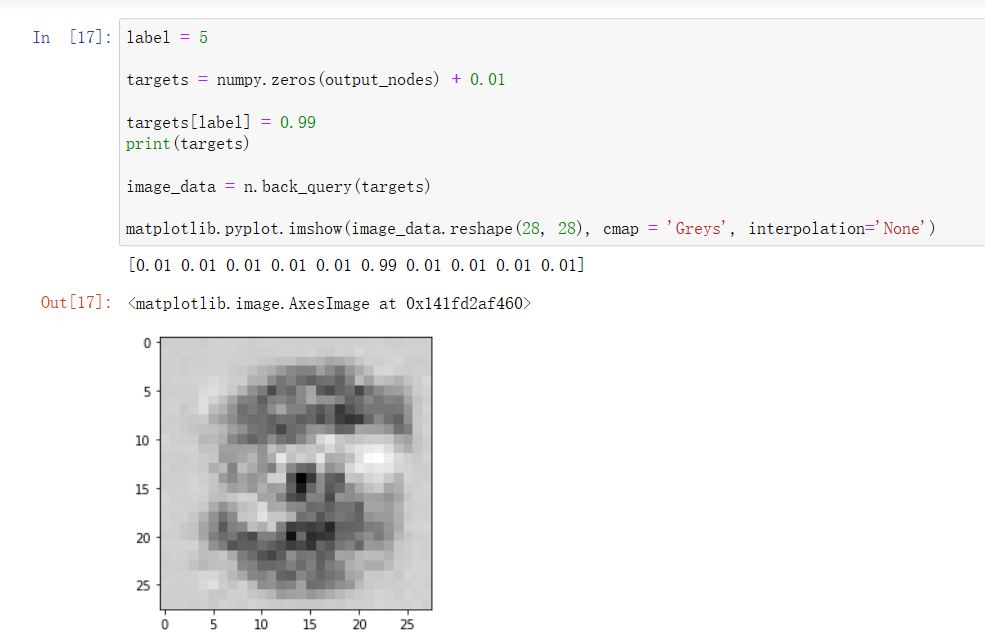 In [17]: label = 5
targets = numpy.zeros(output_nodes) + 0.01
targets[label] = 0.99
print(targets)
image_data = n.back_query(targets)
matplotlib.pyplot.imshow(image_data.reshape(28, 28), cmap = 'Greys', interpolation='None')
[0.01 0.01 0.01 0.01 0.01 0.99 0.01 0.01 0.01 0.01]
Out[17]: <matplotlib.image.AxesImage at 0x141fd2af460>
0
5
10
15
20
25
0 5 10 15 20 25